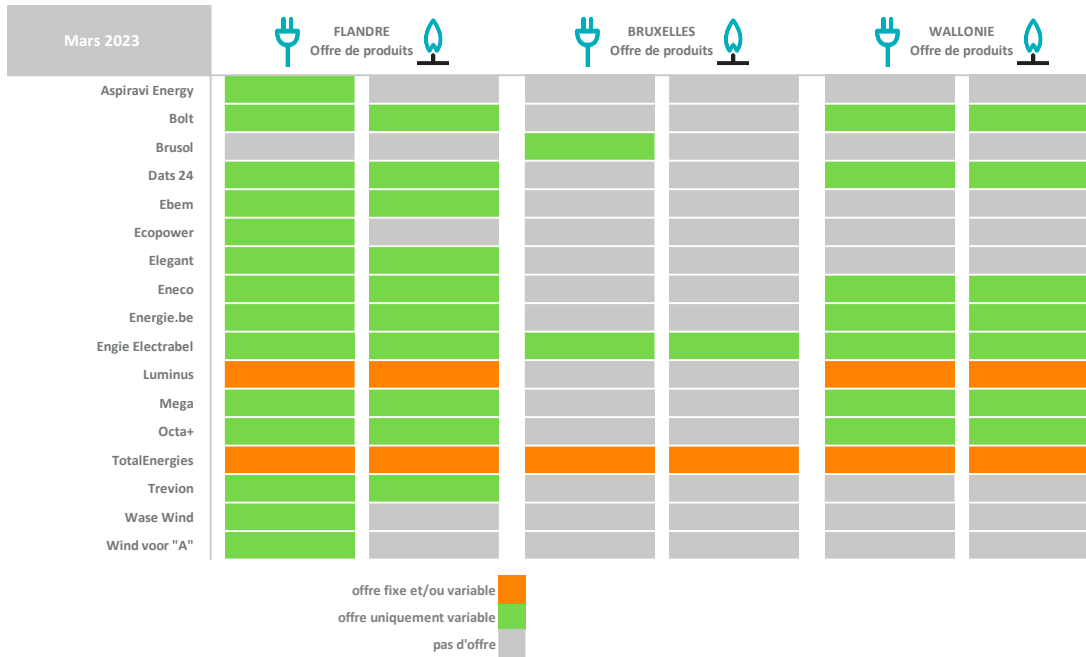 Mars 2023
FLANDRE
Offre de produits
BRUXELLES
Offre de produits
WALLONIE
Offre de produits
Aspiravi Energy
Bolt
Brusol
Dats 24
Ebem
Ecopower
Elegant
Eneco
Energie.be
Engie Electrabel
Luminus
Mega
Octa+
TotalEnergies
Trevion
Wase Wind
Wind voor "A"
offre fixe et/ou variable
offre uniquement variable
pas d'offre